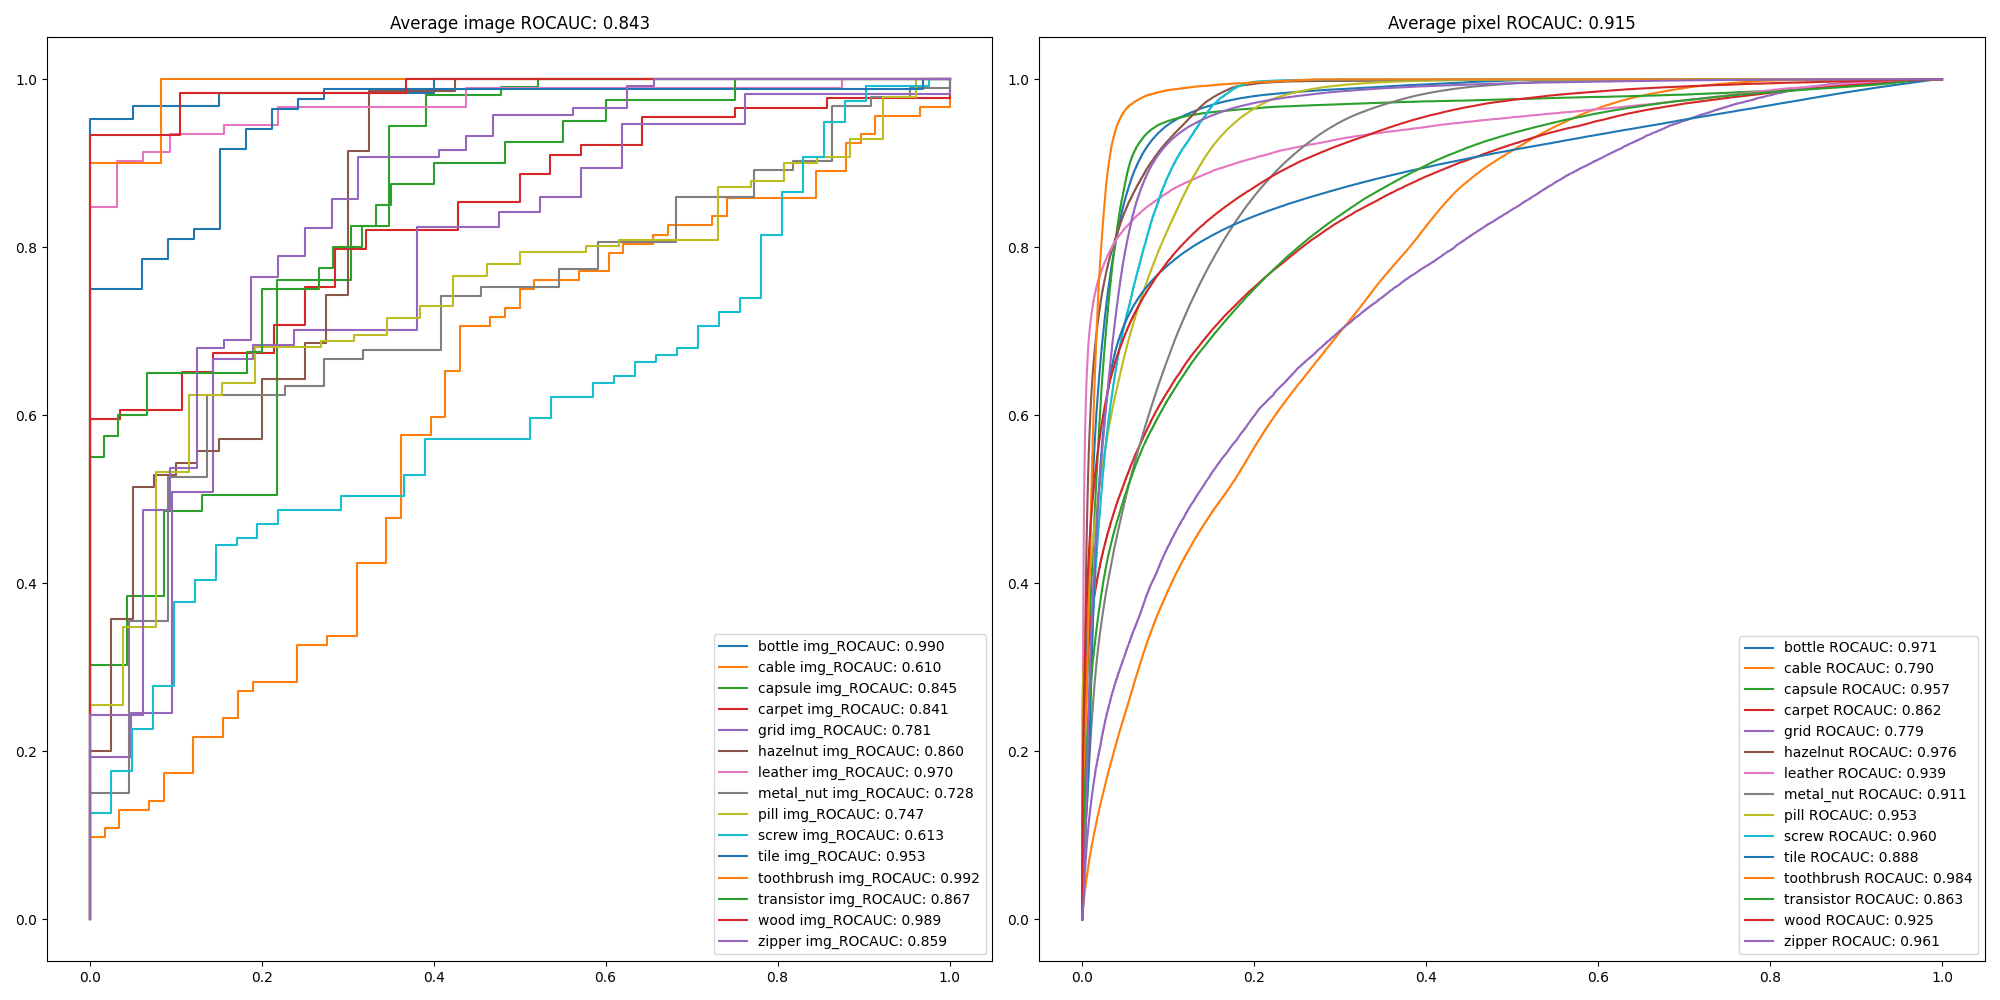 Average image ROCAUC: 0.843
1.0
0.8
0.6
0.4
0.2
0.0
0.0 0.2 0.4 0.6 0.8 1.0
bottle img_ROCAUC: 0.990
cable img_ROCAUC: 0.610
capsule img_ROCAUC: 0.845
carpet img_ROCAUC: 0.841
grid img_ROCAUC: 0.781
hazelnut img_ROCAUC: 0.860
leather img_ROCAUC: 0.970
metal_nut img_ROCAUC: 0.728
pill img_ROCAUC: 0.747
screw img_ROCAUC: 0.613
tile img_ROCAUC: 0.953
toothbrush img_ROCAUC: 0.992
transistor img_ROCAUC: 0.867
wood img_ROCAUC: 0.989
zipper img_ROCAUC: 0.859
Average pixel ROCAUC: 0.915
1.0
0.8
0.6
0.4
0.2
0.0
0.0 0.2 0.4 0.6 0.8 1.0
bottle ROCAUC: 0.971
cable ROCAUC: 0.790
capsule ROCAUC: 0.957
carpet ROCAUC: 0.862
grid ROCAUC: 0.779
hazelnut ROCAUC: 0.976
leather ROCAUC: 0.939
metal_nut ROCAUC: 0.911
pill ROCAUC: 0.953
screw ROCAUC: 0.960
tile ROCAUC: 0.888
toothbrush ROCAUC: 0.984
transistor ROCAUC: 0.863
wood ROCAUC: 0.925
zipper ROCAUC: 0.961